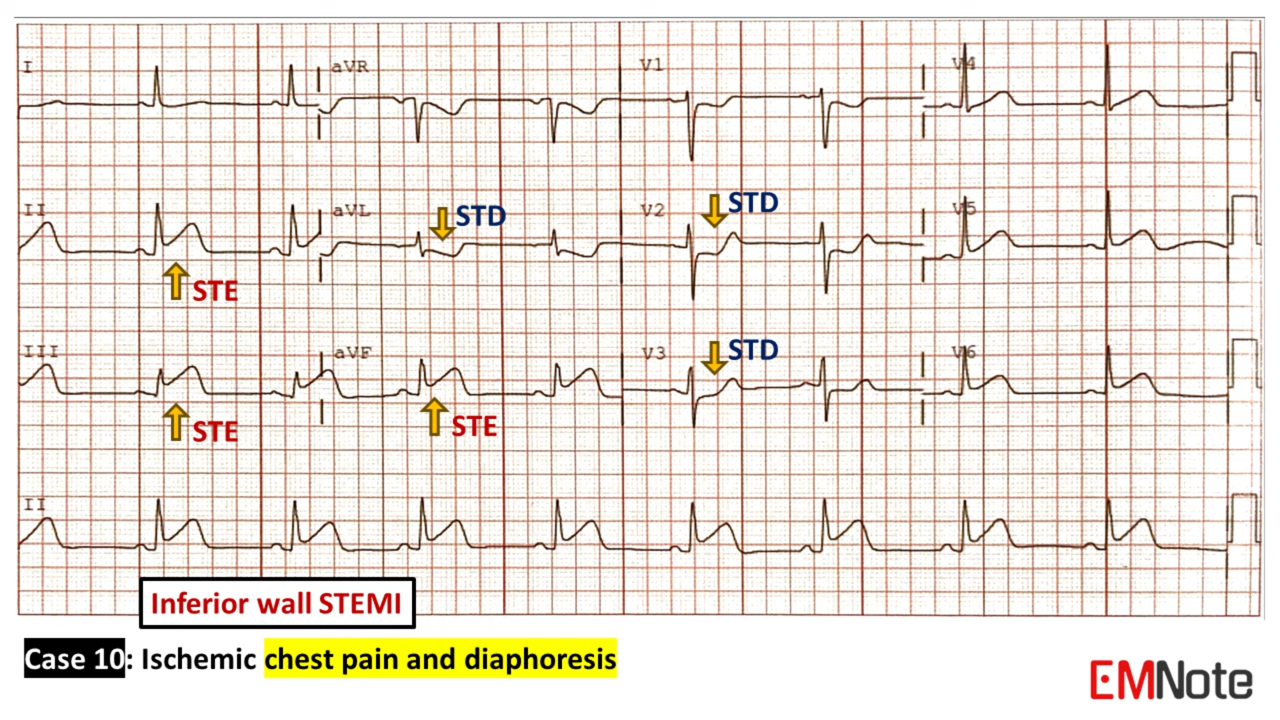 I aVR V1 V4
II aVL STD V2 STD V5
STE
III aVF V3 STD V6
STE STE
II
Inferior wall STEMI
Case 10: Ischemic chest pain and diaphoresis
EMNote